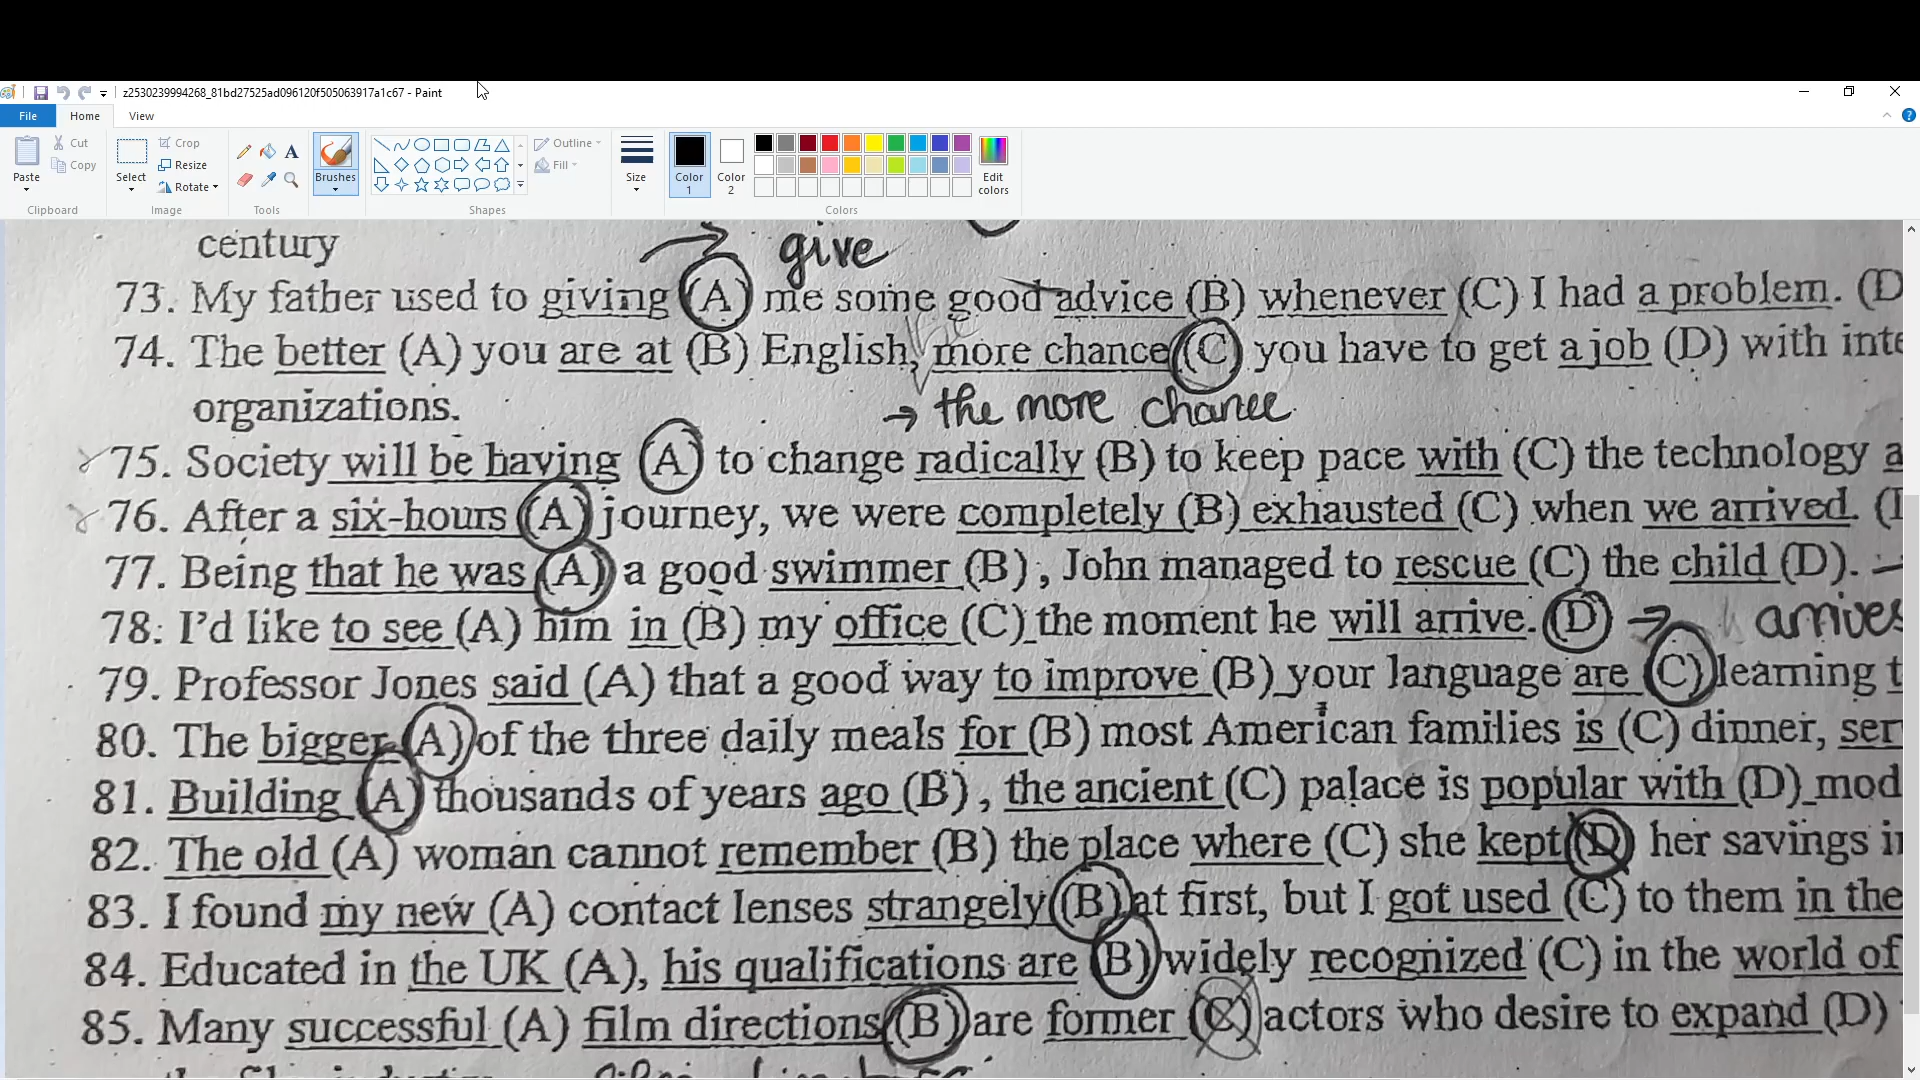 z2530239994268_81bd27525ad096120f505063917a1c67 - Paint
File Home View
Cut
Copy
Paste
Clipboard
Crop
Resize
Rotate
Select
Image
Tools
Brushes
Outline
Fill
Shapes
Size
Color 1
Color 2
Edit colors
Colors
century
give
73. My father used to giving (A) me some good advice (B) whenever (C) I had a problem. (D
74. The better (A) you are at (B) English, more chance (C) you have to get a job (D) with inte
organizations.
→ the more chance
75. Society will be having (A) to change radically (B) to keep pace with (C) the technology a
76. After a six-hours (A) journey, we were completely (B) exhausted (C) when we arrived. (
77. Being that he was (A) a good swimmer (B), John managed to rescue (C) the child (D).
78. I'd like to see (A) him in (B) my office (C) the moment he will arrive. (D) → arrives
79. Professor Jones said (A) that a good way to improve (B) your language are (C) learning t
80. The bigger (A) of the three daily meals for (B) most American families is (C) dinner, ser
81. Building (A) thousands of years ago (B), the ancient (C) palace is popular with (D) mod
82. The old (A) woman cannot remember (B) the place where (C) she kept (D) her savings i
83. I found my new (A) contact lenses strangely (B) at first, but I got used (C) to them in the
84. Educated in the UK (A), his qualifications are (B) widely recognized (C) in the world of
85. Many successful (A) film directions (B) are former (C) actors who desire to expand (D)